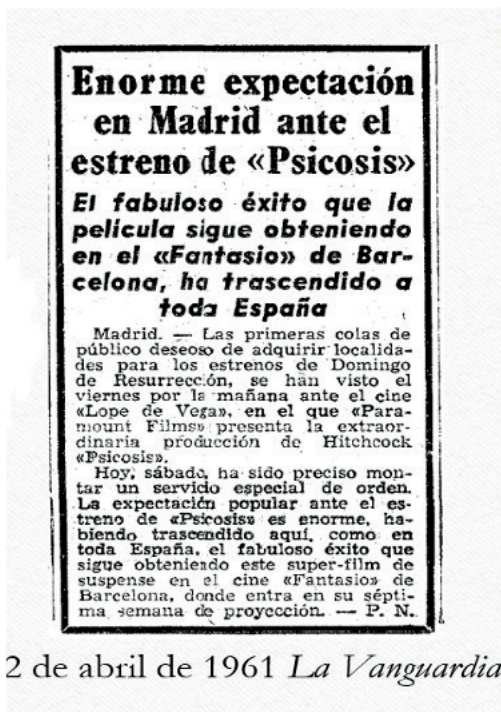 Enorme expectación
en Madrid ante el
estreno de «Psicosis»
El fabuloso éxito que la
pelicula sigue obteniendo
en el «Fantasio» de Bar-
celona, ha trascendido a
toda España
Madrid. — Las primeras colas de
público deseoso de adquirir localida-
des para los estrenos de Domingo
de Resurrección, se han visto el
viernes por la mañana ante el cine
«Lope de Vega», en el que «Para-
mount Films» presenta la extraor-
dinaria producción de Hitchcock
«Psicosis».
Hoy, sábado, ha sido preciso mon-
tar un servicio especial de orden.
La expectación popular ante el es-
treno de «Psicosis» es enorme, ha-
biendo trascendido aquí, como en
toda España, el fabuloso éxito que
sigue obteniendo este super-film de
suspense en el cine «Fantasio» de
Barcelona, donde entra en su sépti-
ma semana de proyección. — P. N.
2 de abril de 1961 La Vanguardia